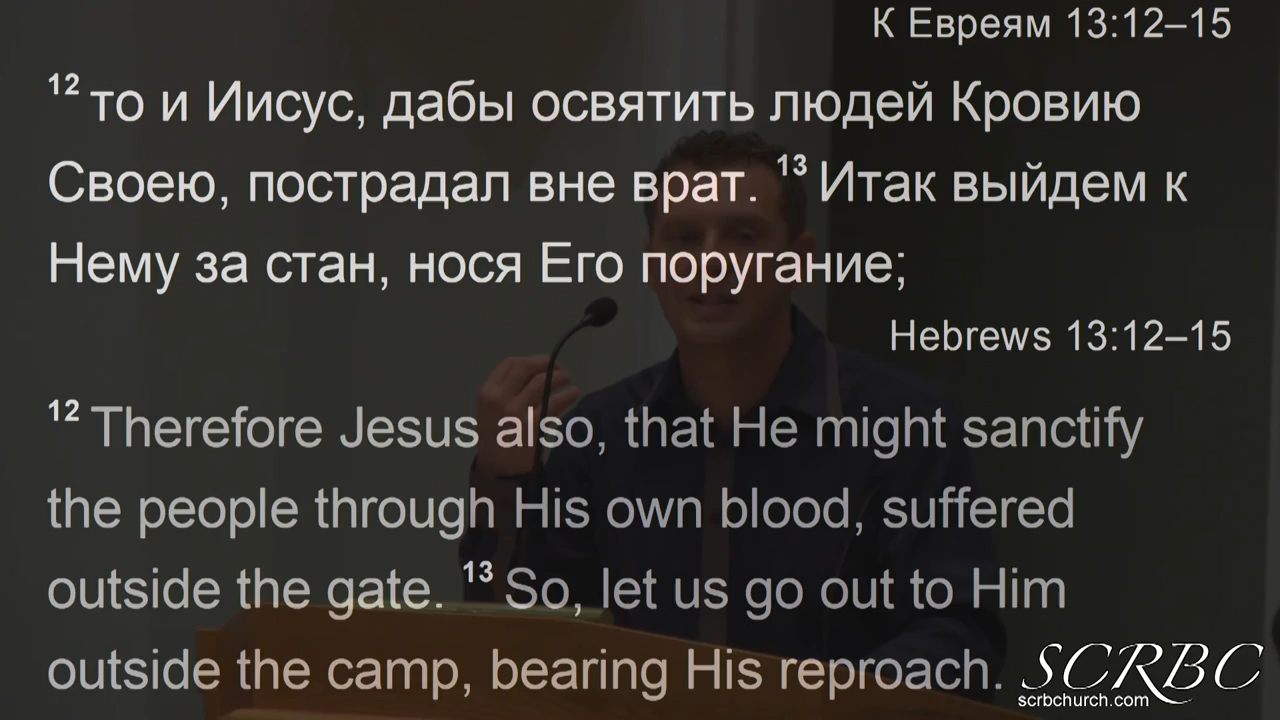 К Евреям 13:12–15
12 то и Иисус, дабы освятить людей Кровию
Своею, пострадал вне врат. 13 Итак выйдем к
Нему за стан, нося Его поругание;
Hebrews 13:12–15
12 Therefore Jesus also, that He might sanctify
the people through His own blood, suffered
outside the gate. 13 So, let us go out to Him
outside the camp, bearing His reproach.
SCRBC
scrbchurch.com